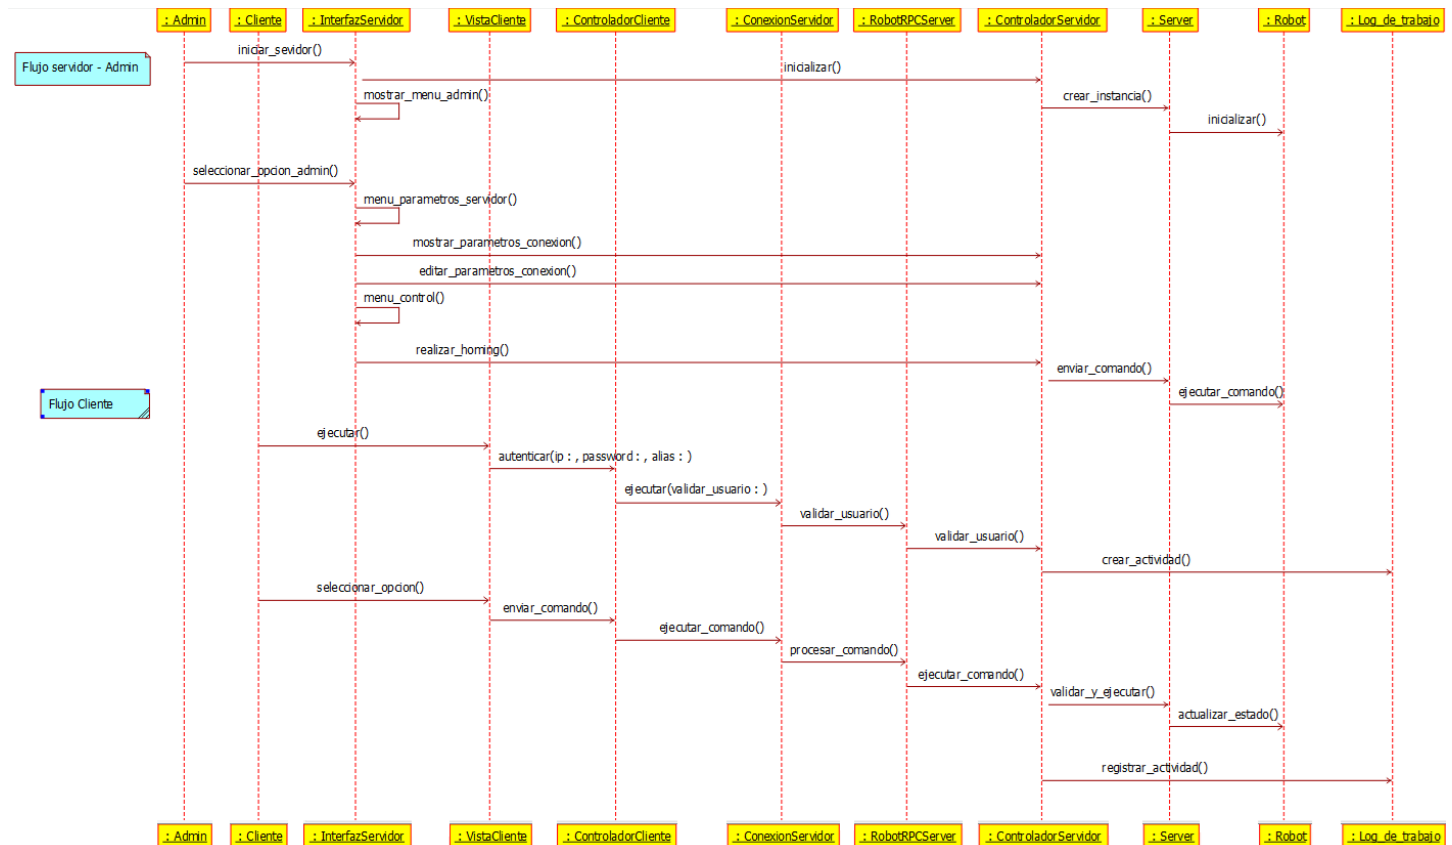 : Admin
: Cliente
: InterfazServidor
: VistaCliente
: ControladorCliente
: ConexionServidor
: RobotRPCServer
: ControladorServidor
: Server
: Robot
: Log_de_trabajo
Flujo servidor - Admin
iniciar_sevidor()
inicializar()
mostrar_menu_admin()
crear_instancia()
inicializar()
seleccionar_opcion_admin()
menu_parametros_servidor()
mostrar_parametros_conexion()
editar_parametros_conexion()
menu_control()
realizar_homing()
enviar_comando()
ejecutar_comando()
Flujo Cliente
ejecutar()
autenticar(ip : , password : , alias : )
ejecutar(validar_usuario : )
validar_usuario()
validar_usuario()
crear_actividad()
seleccionar_opcion()
enviar_comando()
ejecutar_comando()
procesar_comando()
ejecutar_comando()
validar_y_ejecutar()
actualizar_estado()
registrar_actividad()
: Admin
: Cliente
: InterfazServidor
: VistaCliente
: ControladorCliente
: ConexionServidor
: RobotRPCServer
: ControladorServidor
: Server
: Robot
: Log_de_trabajo